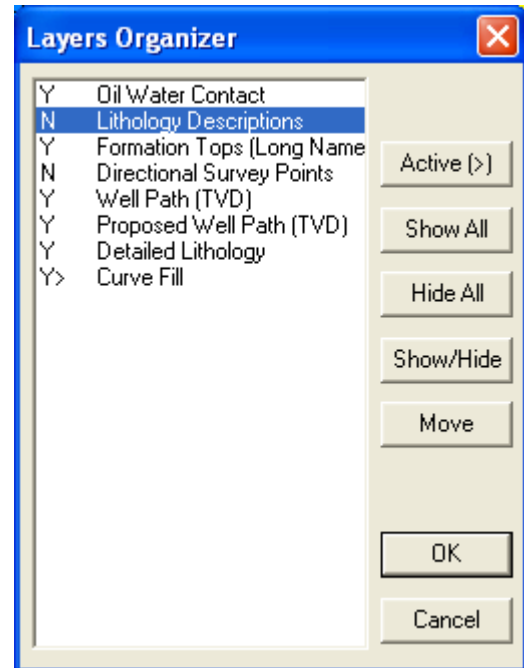 Layers Organizer
Y Oil Water Contact
N Lithology Descriptions
Y Formation Tops (Long Name
N Directional Survey Points
Y Well Path (TVD)
Y Proposed Well Path (TVD)
Y Detailed Lithology
Y> Curve Fill
Active (>)
Show All
Hide All
Show/Hide
Move
OK
Cancel